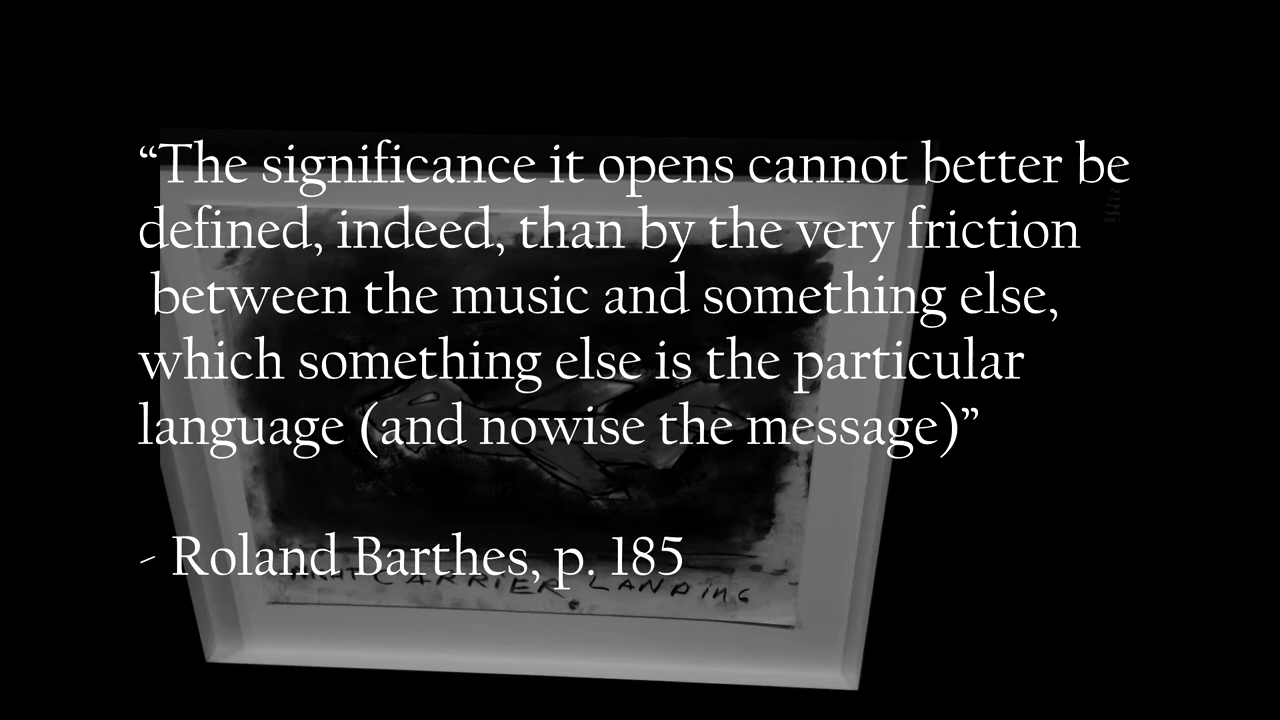 “The significance it opens cannot better be
defined, indeed, than by the very friction
between the music and something else,
which something else is the particular
language (and nowise the message)”
- Roland Barthes, p. 185
CARRIER LANDING